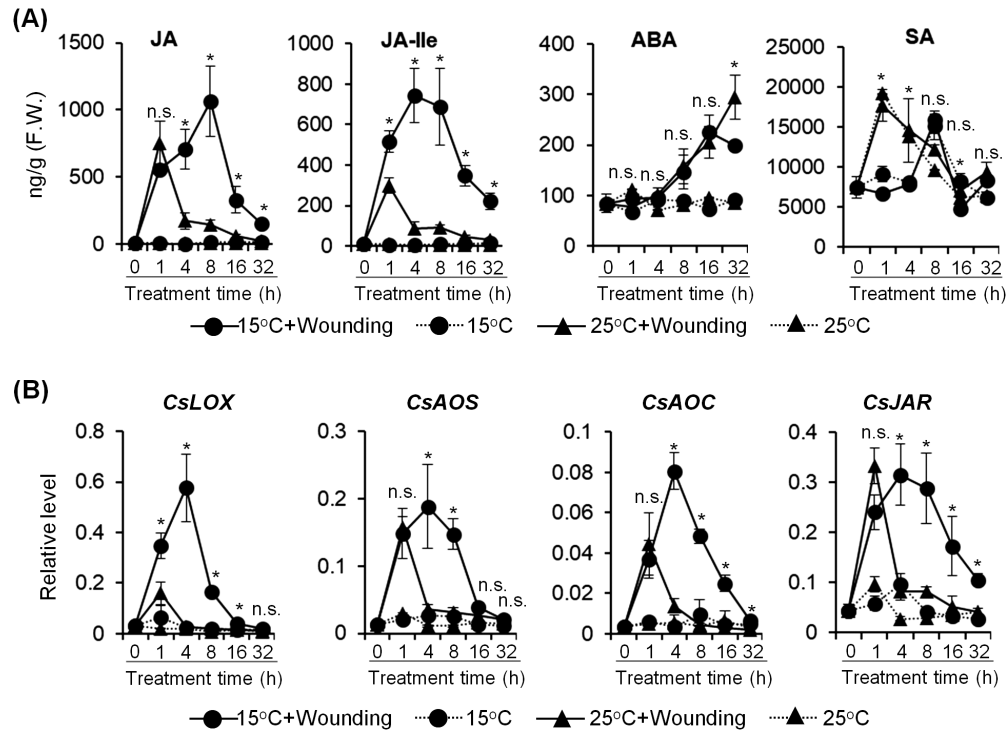 (A)
JA JA-Ile ABA SA
ng/g (F.W.)
1500 1000 500 0
n.s. * * * *
0 1 4 8 16 32
Treatment time (h)
1000 800 600 400 200 0
* * * * *
0 1 4 8 16 32
Treatment time (h)
400 300 200 100 0
n.s. n.s. n.s. n.s. *
0 1 4 8 16 32
Treatment time (h)
25000 20000 15000 10000 5000 0
* * n.s. n.s. * n.s.
0 1 4 8 16 32
Treatment time (h)
15°C+Wounding 15°C 25°C+Wounding 25°C
(B)
CsLOX CsAOS CsAOC CsJAR
Relative level
0.8 0.6 0.4 0.2 0
* * * * n.s.
0 1 4 8 16 32
Treatment time (h)
0.3 0.2 0.1 0
n.s. * * n.s. n.s.
0 1 4 8 16 32
Treatment time (h)
0.1 0.08 0.06 0.04 0.02 0
n.s. * * * *
0 1 4 8 16 32
Treatment time (h)
0.4 0.3 0.2 0.1 0
n.s. * * * *
0 1 4 8 16 32
Treatment time (h)
15°C+Wounding 15°C 25°C+Wounding 25°C